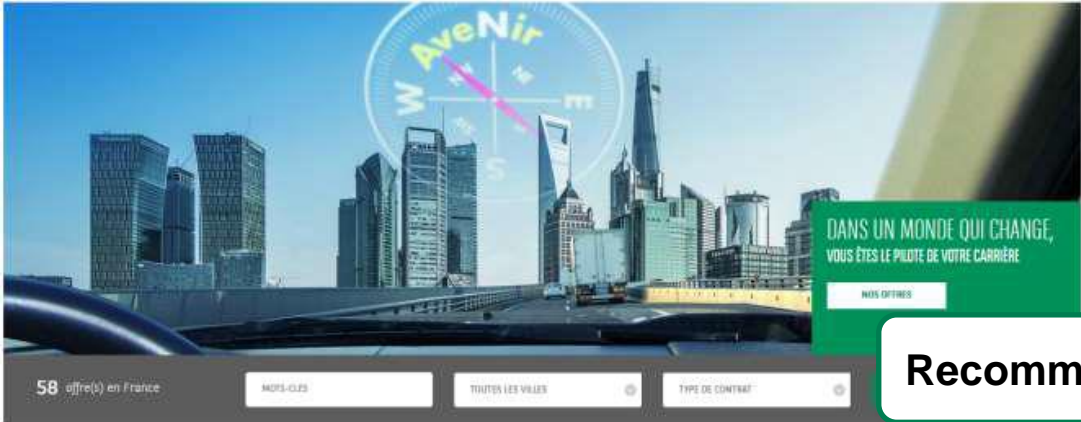 AveNir
W
E
S
DANS UN MONDE QUI CHANGE,
VOUS ÊTES LE PILOTE DE VOTRE CARRIÈRE
NOS OFFRES
58 offre(s) en France
MOTS-CLES
TOUTES LES VILLES
TYPE DE CONTRAT
Recomm